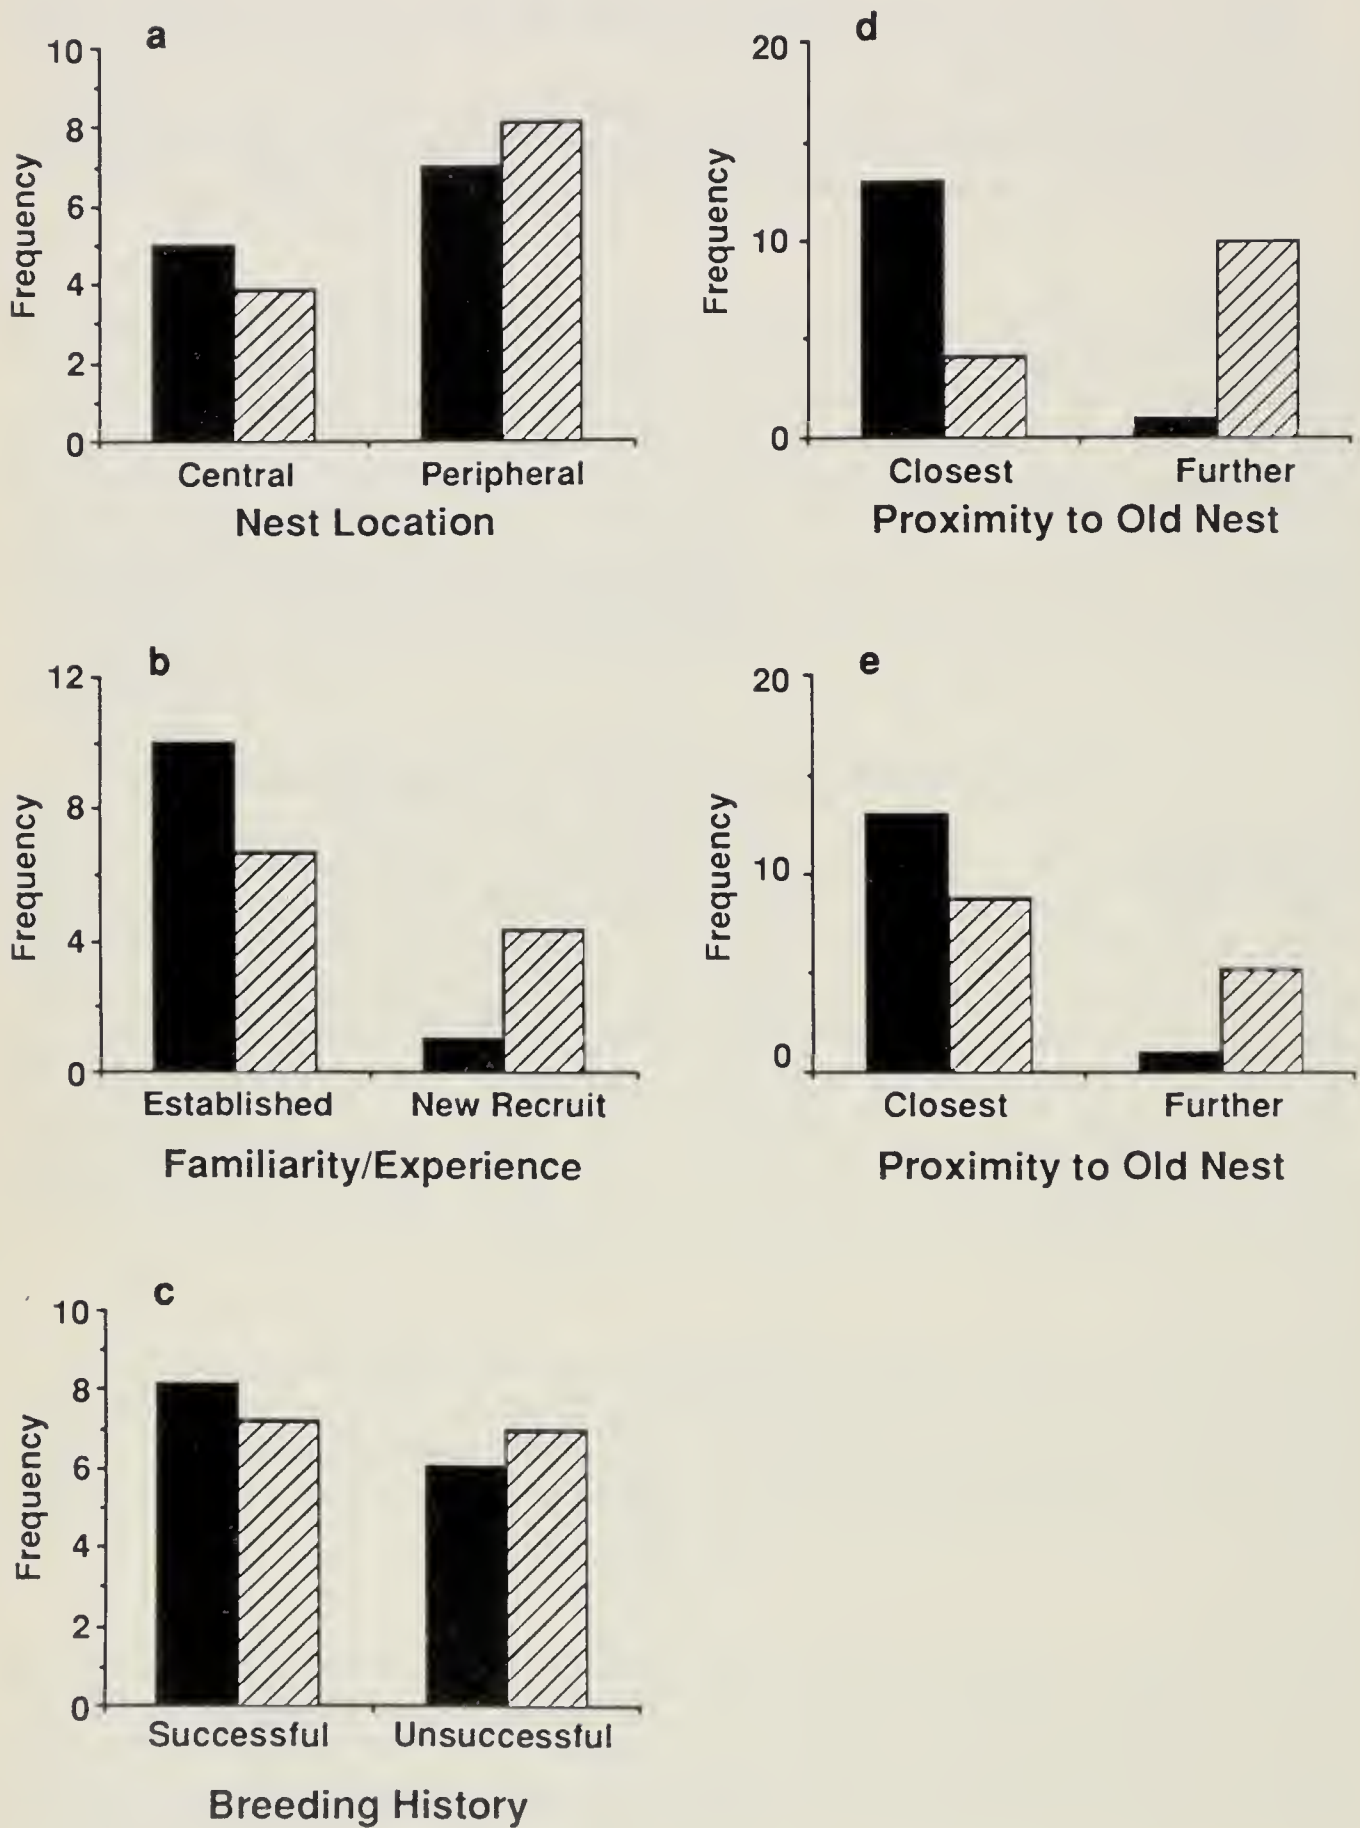 a
10
8
6
4
2
0
Frequency
Central Peripheral
Nest Location
d
20
10
0
Frequency
Closest Further
Proximity to Old Nest
b
12
8
4
0
Frequency
Established New Recruit
Familiarity/Experience
e
20
10
0
Frequency
Closest Further
Proximity to Old Nest
c
10
8
6
4
2
0
Frequency
Successful Unsuccessful
Breeding History